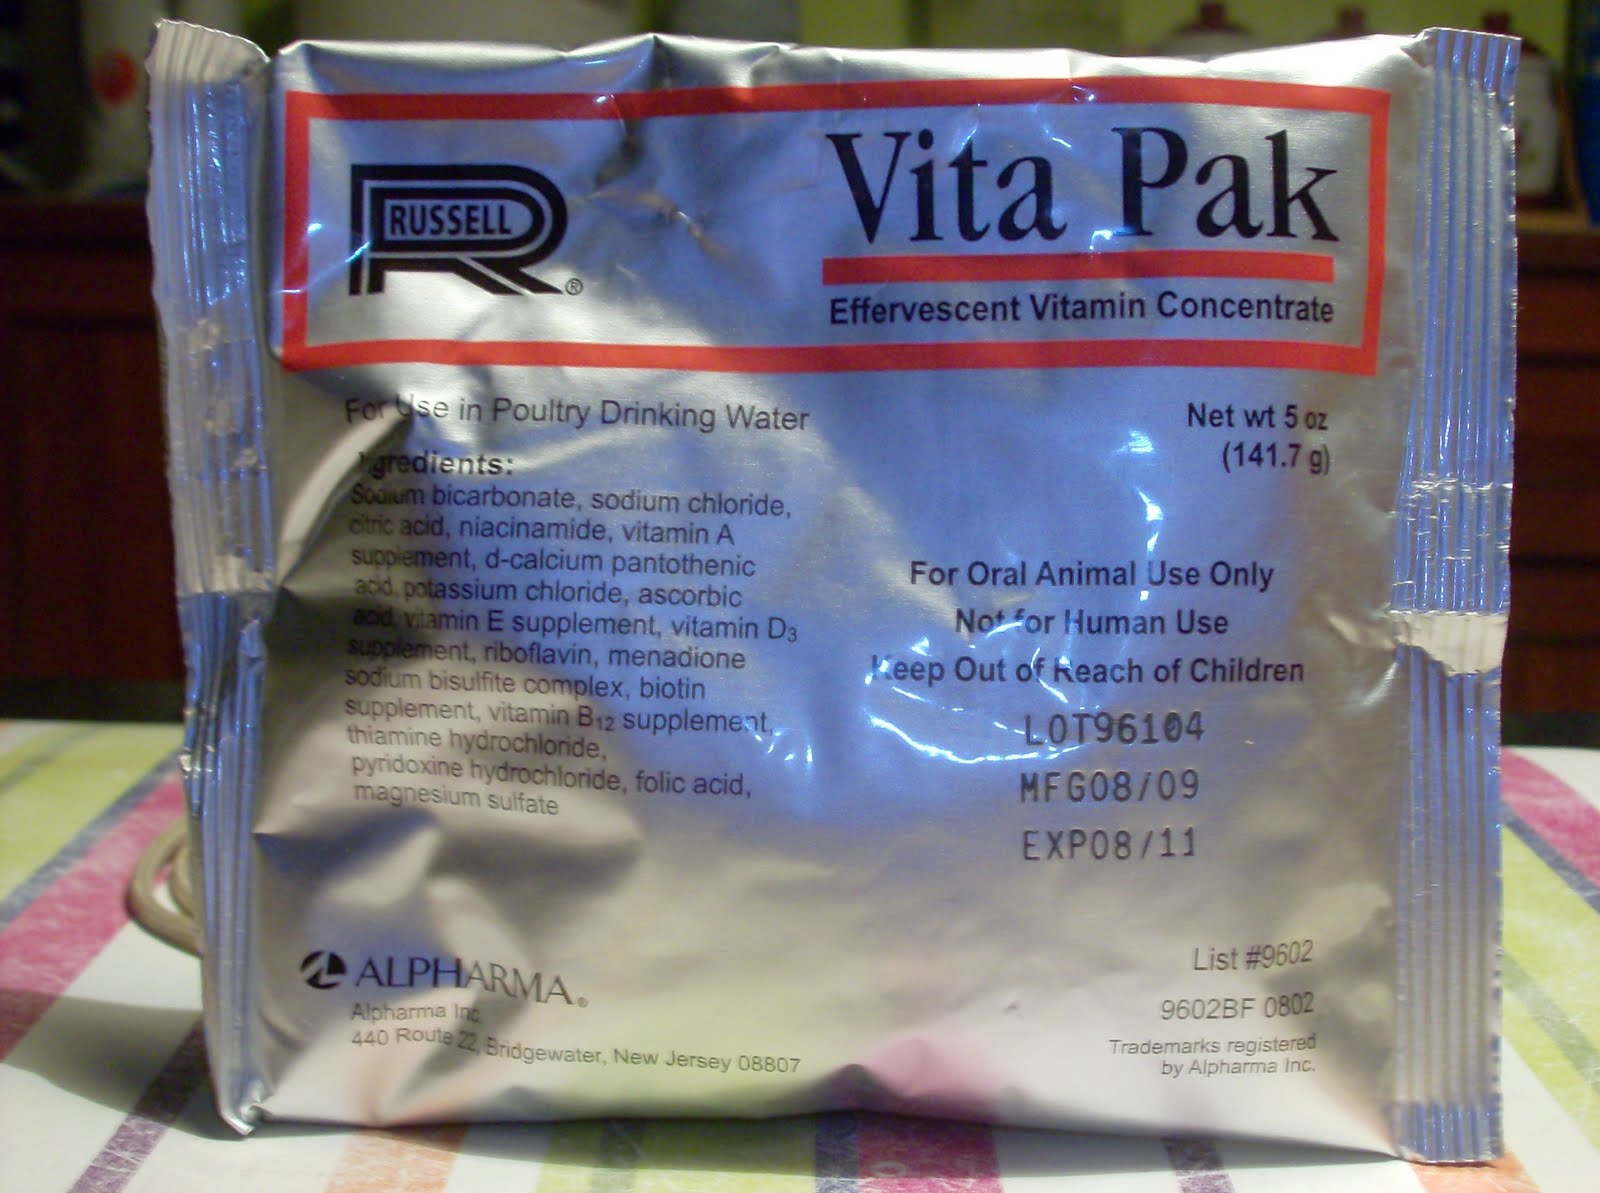 RUSSELL
®
Vita Pak
Effervescent Vitamin Concentrate
For Use in Poultry Drinking Water
Net wt 5 oz
(141.7 g)
Ingredients:
Sodium bicarbonate, sodium chloride,
citric acid, niacinamide, vitamin A
supplement, d-calcium pantothenic
acid, potassium chloride, ascorbic
acid, vitamin E supplement, vitamin D3
supplement, riboflavin, menadione
sodium bisulfite complex, biotin
supplement, vitamin B12 supplement,
thiamine hydrochloride,
pyridoxine hydrochloride, folic acid,
magnesium sulfate
For Oral Animal Use Only
Not for Human Use
Keep Out of Reach of Children
LOT96104
MFG08/09
EXP08/11
ALPHARMA®
Alpharma Inc.
440 Route 22, Bridgewater, New Jersey 08807
List #9602
9602BF 0802
Trademarks registered
by Alpharma Inc.